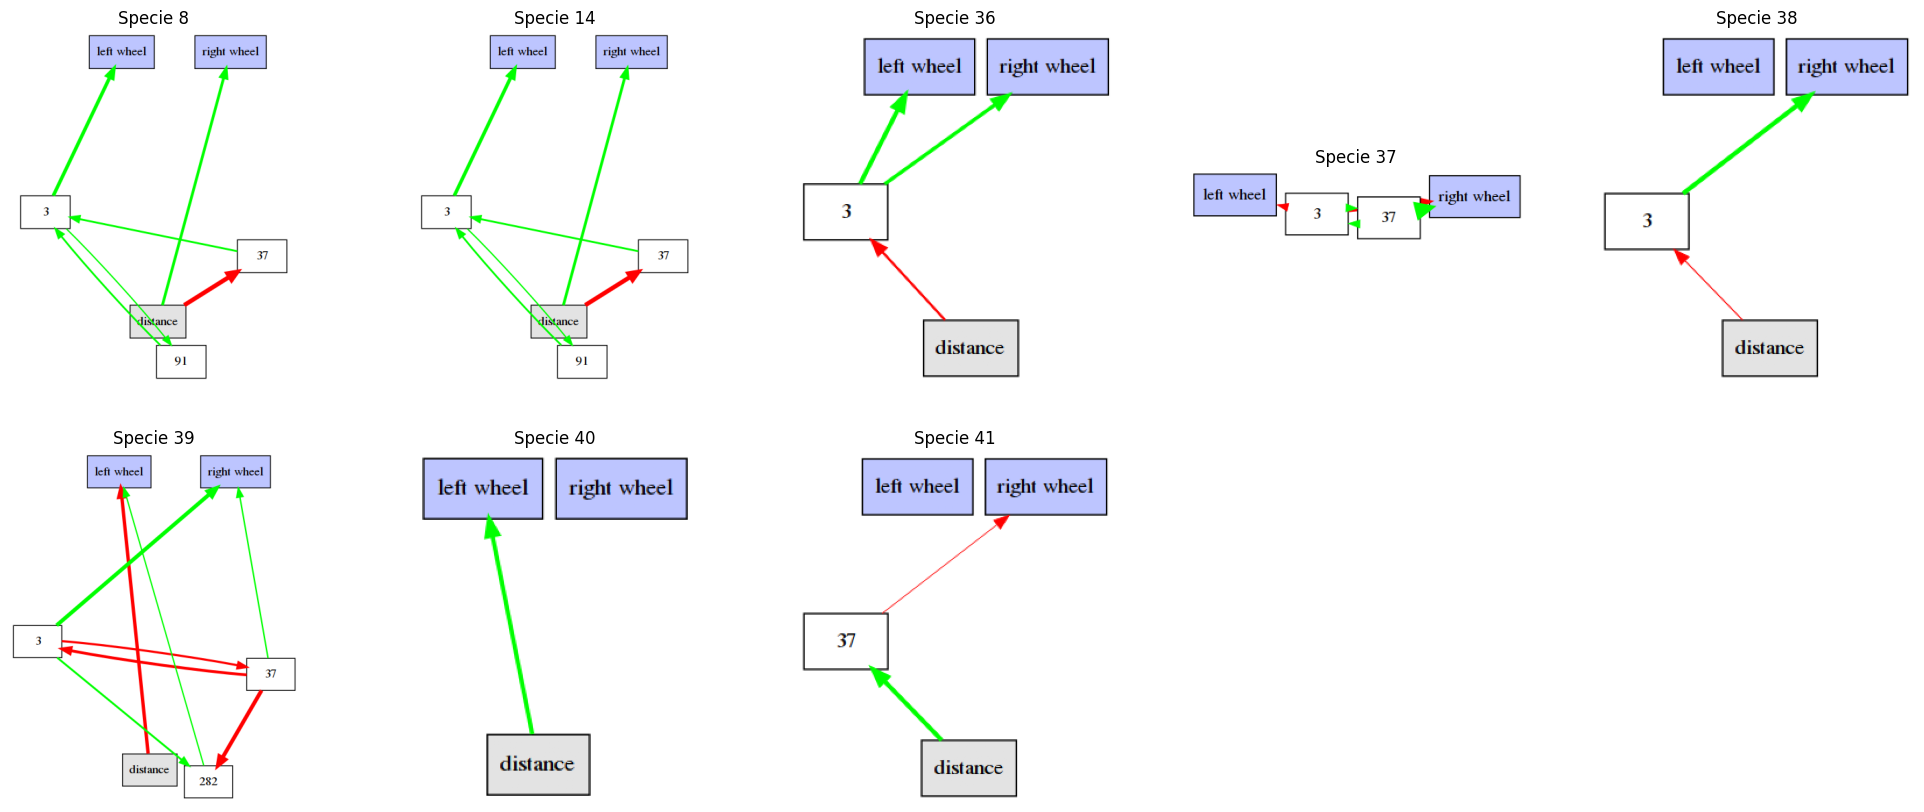 Specie 8
left wheel
right wheel
3
37
distance
91
Specie 14
left wheel
right wheel
3
37
distance
91
Specie 36
left wheel
right wheel
3
distance
Specie 37
left wheel
3
37
right wheel
Specie 38
left wheel
right wheel
3
distance
Specie 39
left wheel
right wheel
3
37
distance
282
Specie 40
left wheel
right wheel
distance
Specie 41
left wheel
right wheel
37
distance